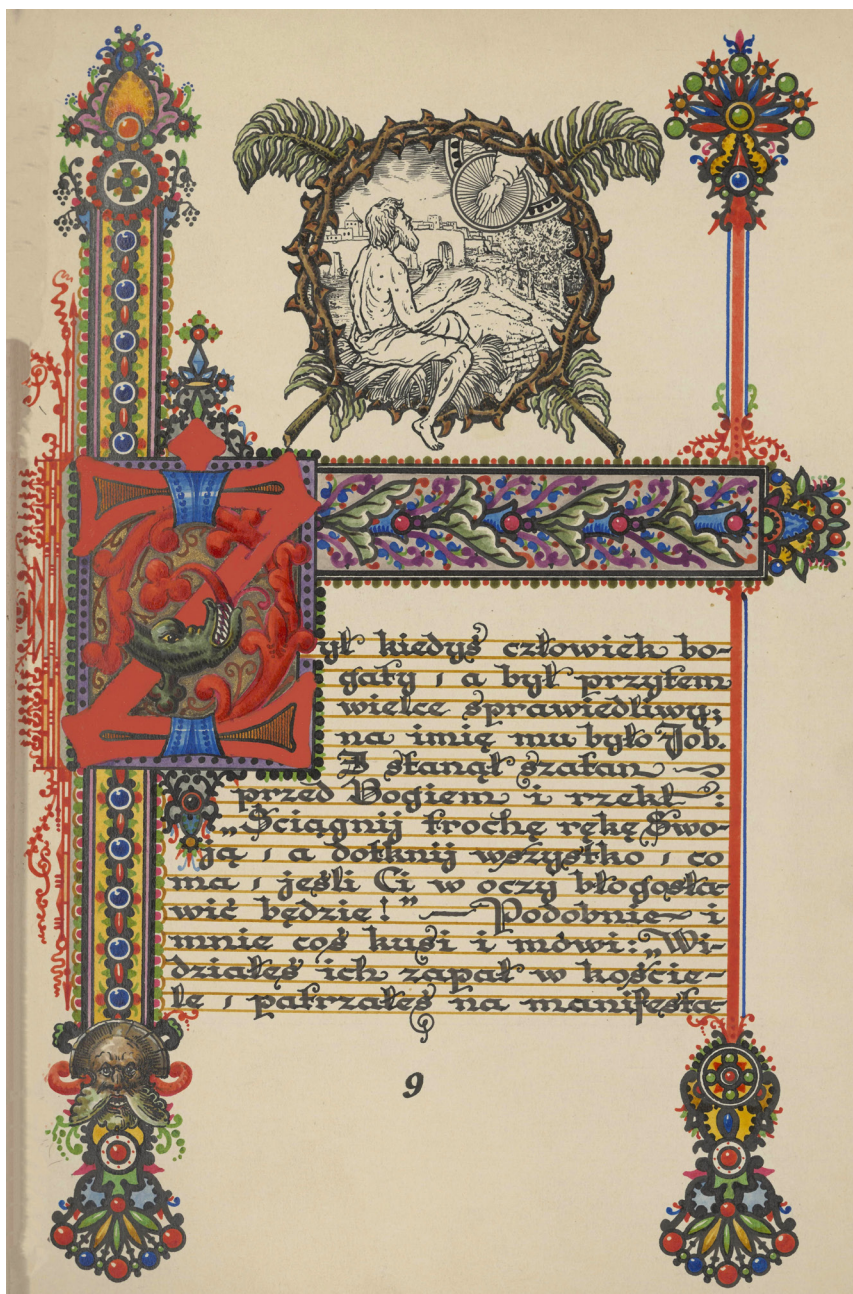 Żył kiedyś człowiek bo-
gaty, a był przytem
wielce sprawiedliwy;
na imię mu było Job.
I stanął szatan —
przed Bogiem i rzekł:
„Ściągnij trochę rękę Swo-
ją, a dotknij wszystko, co
ma, jeśli Ci w oczy błogosła-
wić będzie!” — Podobnie i
mnie coś kusi i mówi: „Wi-
działeś ich zapał w koście-
le, patrzałeś na manifesta-
9